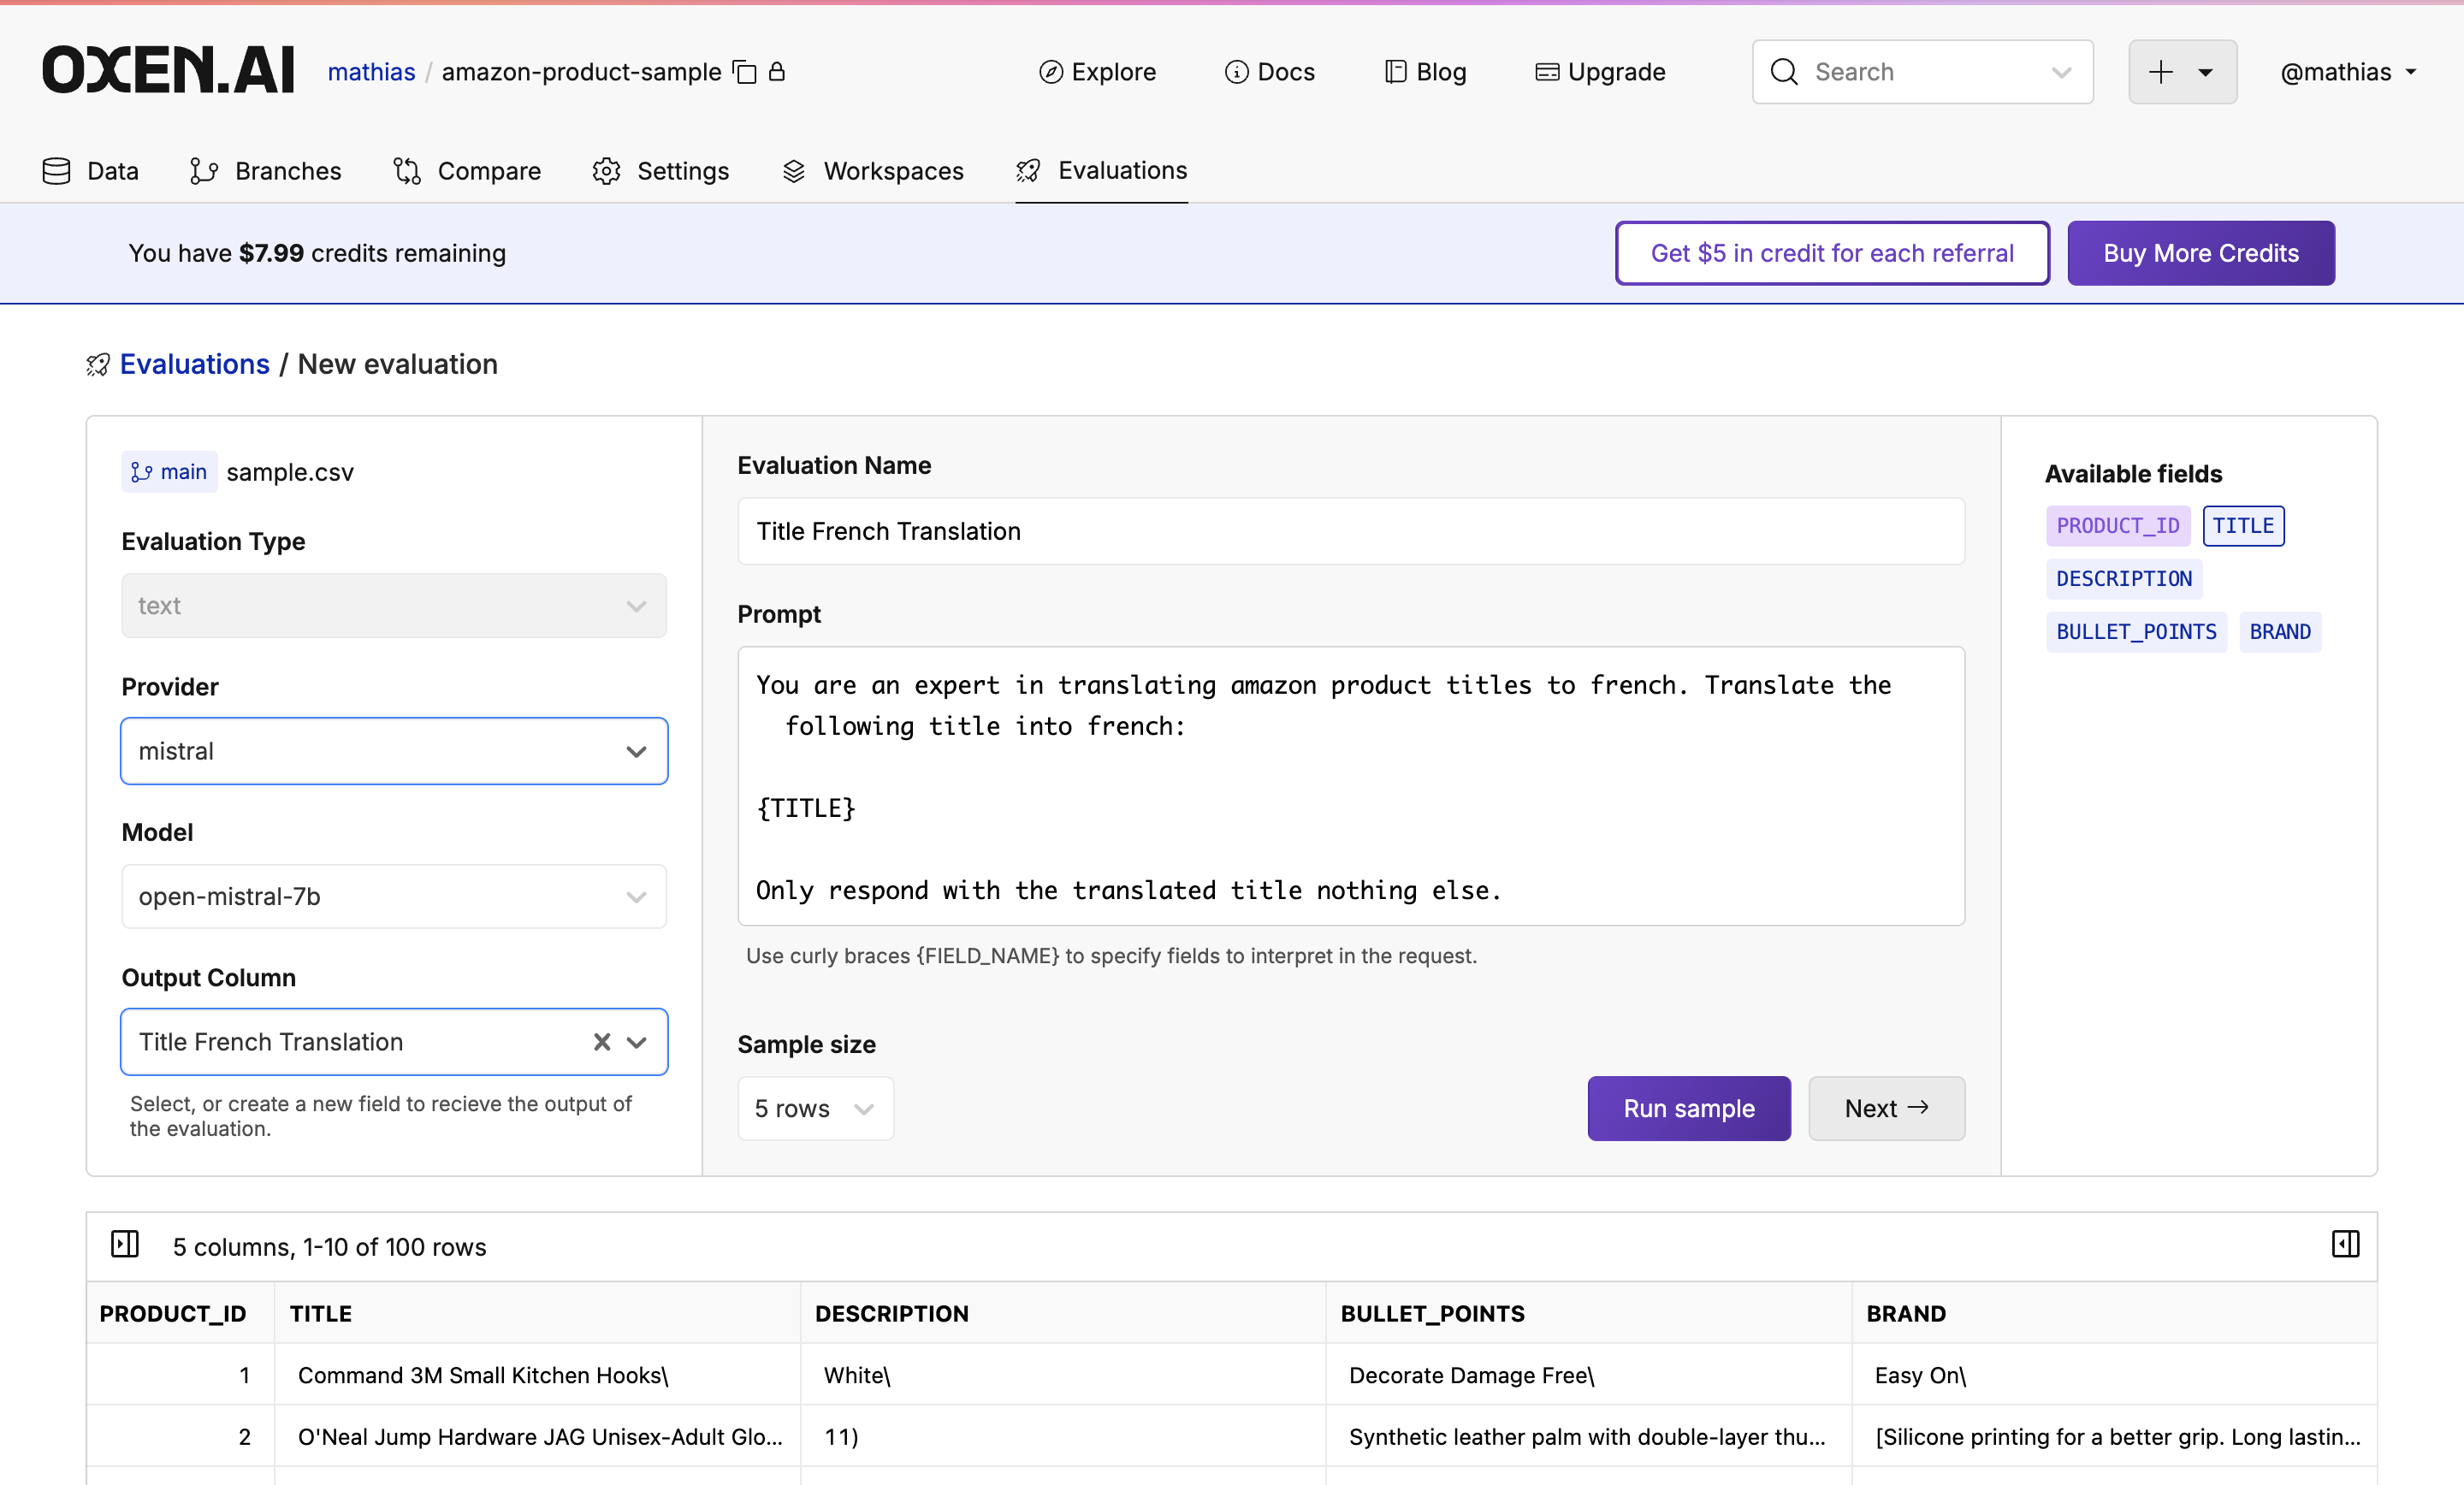 OXEN.AI mathias / amazon-product-sample Explore Docs Blog Upgrade Search @mathias
Data Branches Compare Settings Workspaces Evaluations
You have $7.99 credits remaining Get $5 in credit for each referral Buy More Credits
Evaluations / New evaluation
main sample.csv
Evaluation Type
text
Provider
mistral
Model
open-mistral-7b
Output Column
Title French Translation
Select, or create a new field to recieve the output of
the evaluation.
Evaluation Name
Title French Translation
Prompt
You are an expert in translating amazon product titles to french. Translate the
following title into french:
{TITLE}
Only respond with the translated title nothing else.
Use curly braces {FIELD_NAME} to specify fields to interpret in the request.
Sample size
5 rows Run sample Next →
Available fields
PRODUCT_ID TITLE
DESCRIPTION
BULLET_POINTS BRAND
5 columns, 1-10 of 100 rows
PRODUCT_ID TITLE DESCRIPTION BULLET_POINTS BRAND
1 Command 3M Small Kitchen Hooks\ White\ Decorate Damage Free\ Easy On\
2 O'Neal Jump Hardware JAG Unisex-Adult Glo... 11) Synthetic leather palm with double-layer thu... [Silicone printing for a better grip. Long lastin...